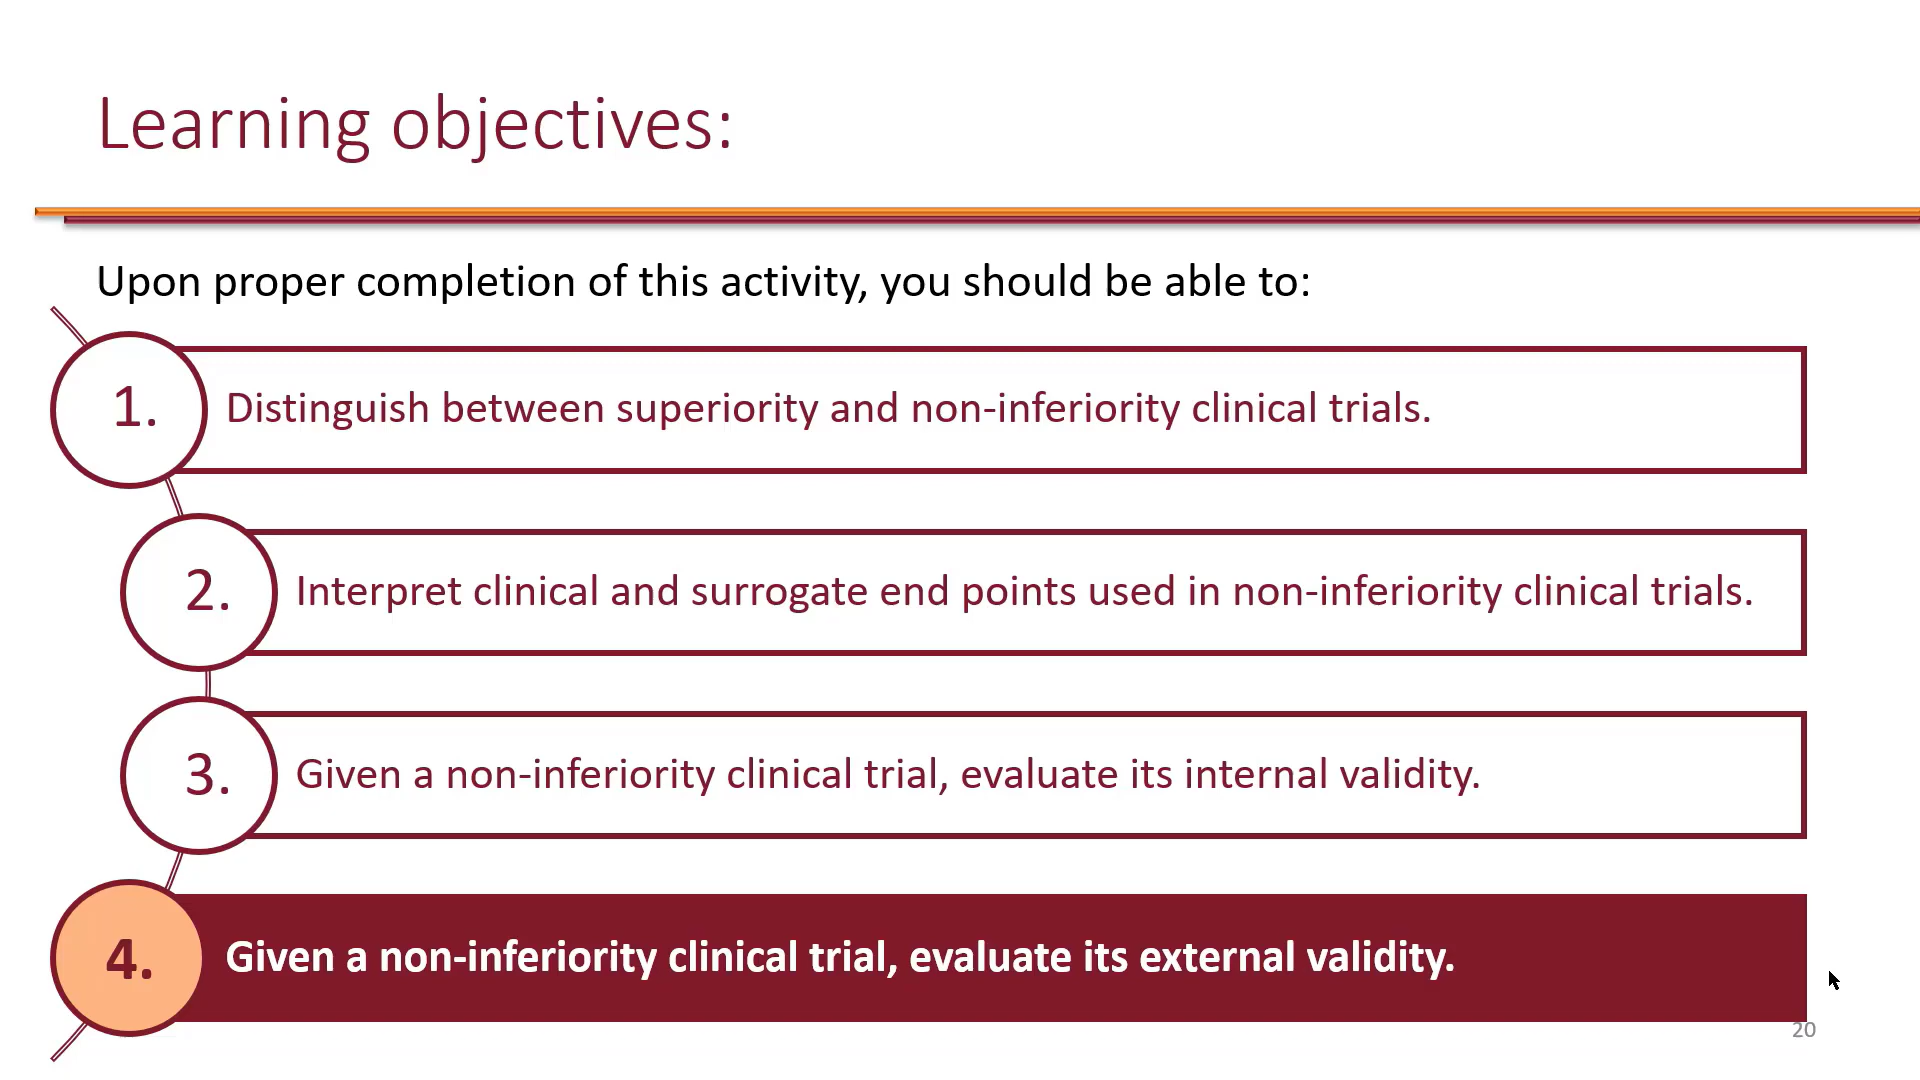 Learning objectives:
Upon proper completion of this activity, you should be able to:
1. Distinguish between superiority and non-inferiority clinical trials.
2. Interpret clinical and surrogate end points used in non-inferiority clinical trials.
3. Given a non-inferiority clinical trial, evaluate its internal validity.
4. Given a non-inferiority clinical trial, evaluate its external validity.
20